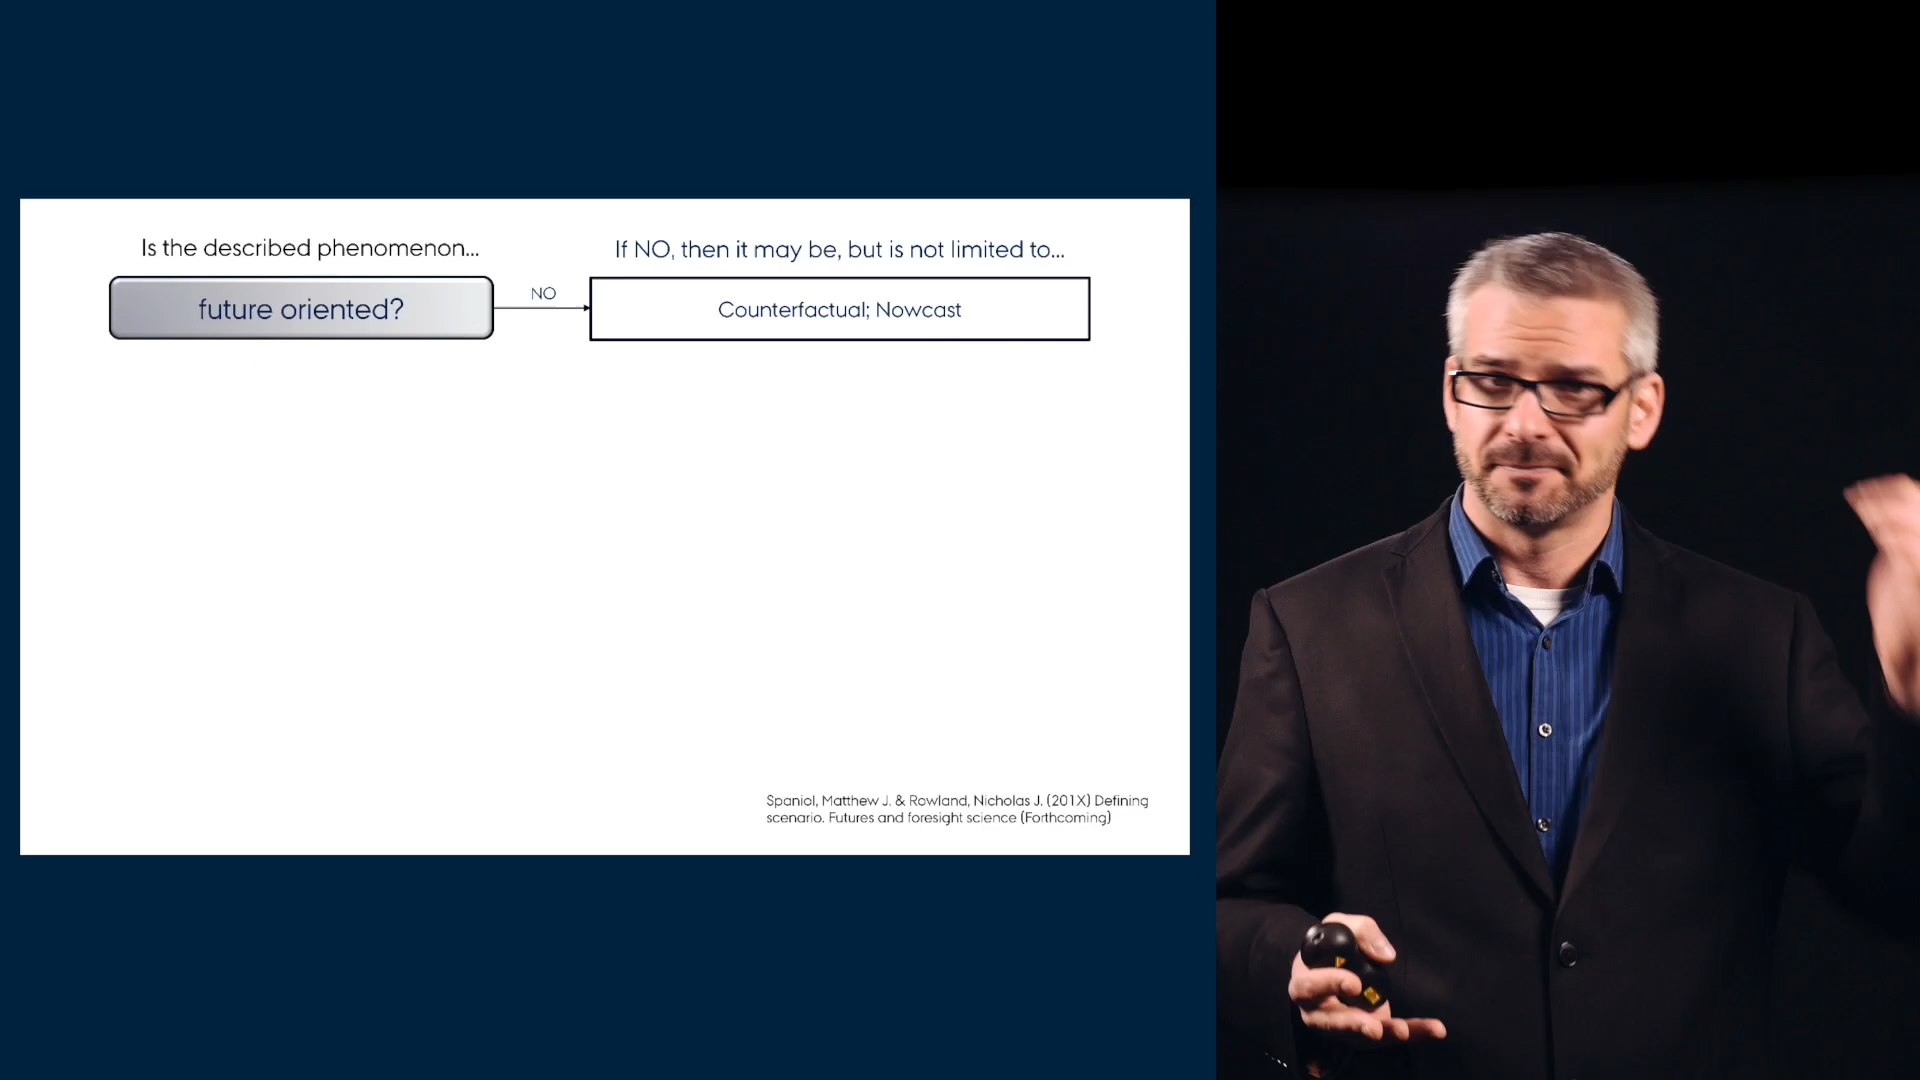 Is the described phenomenon...
If NO, then it may be, but is not limited to...
future oriented?
NO
Counterfactual; Nowcast
Spaniol, Matthew J. & Rowland, Nicholas J. (201X) Defining
scenario. Futures and foresight science (Forthcoming)